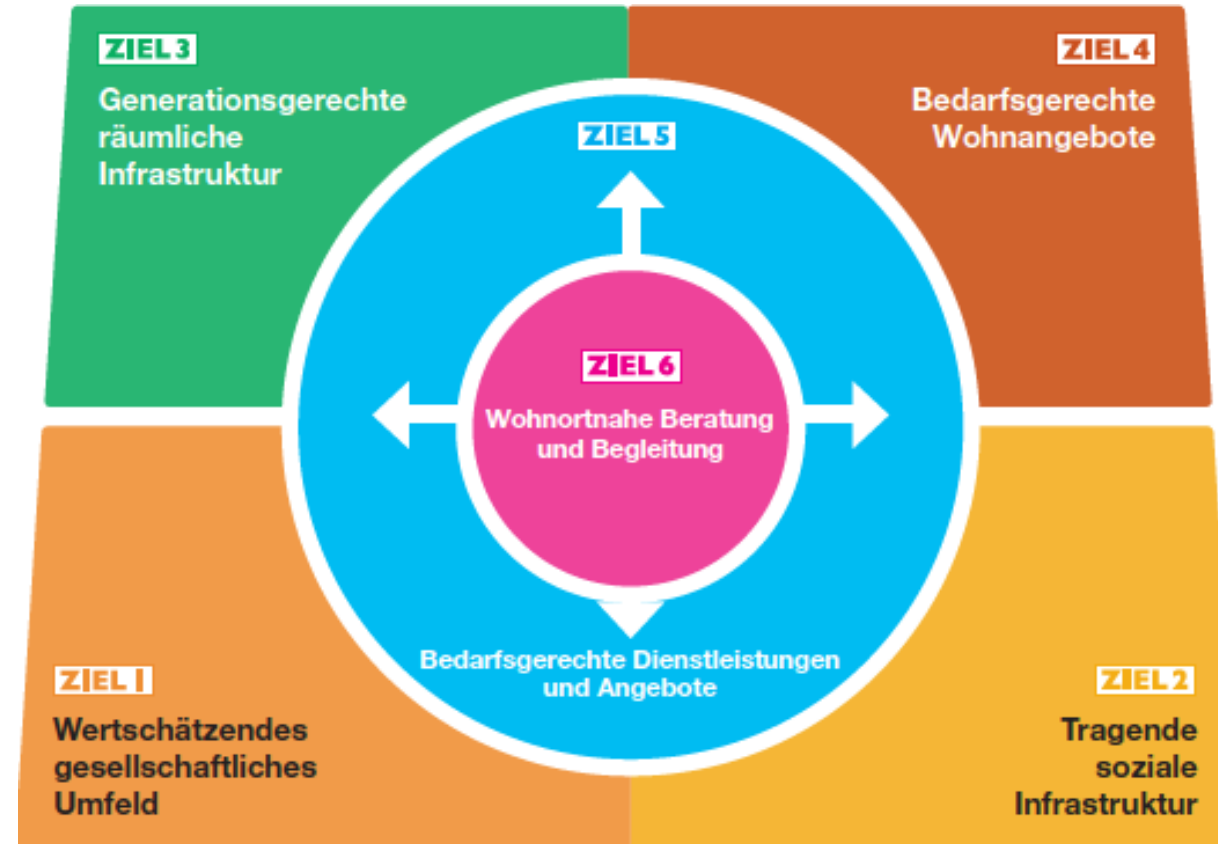 ZIEL 3
Generationsgerechte
räumliche
Infrastruktur
ZIEL 4
Bedarfsgerechte
Wohnangebote
ZIEL 5
ZIEL 6
Wohnortnahe Beratung
und Begleitung
Bedarfsgerechte Dienstleistungen
und Angebote
ZIEL 1
Wertschätzendes
gesellschaftliches
Umfeld
ZIEL 2
Tragende
soziale
Infrastruktur